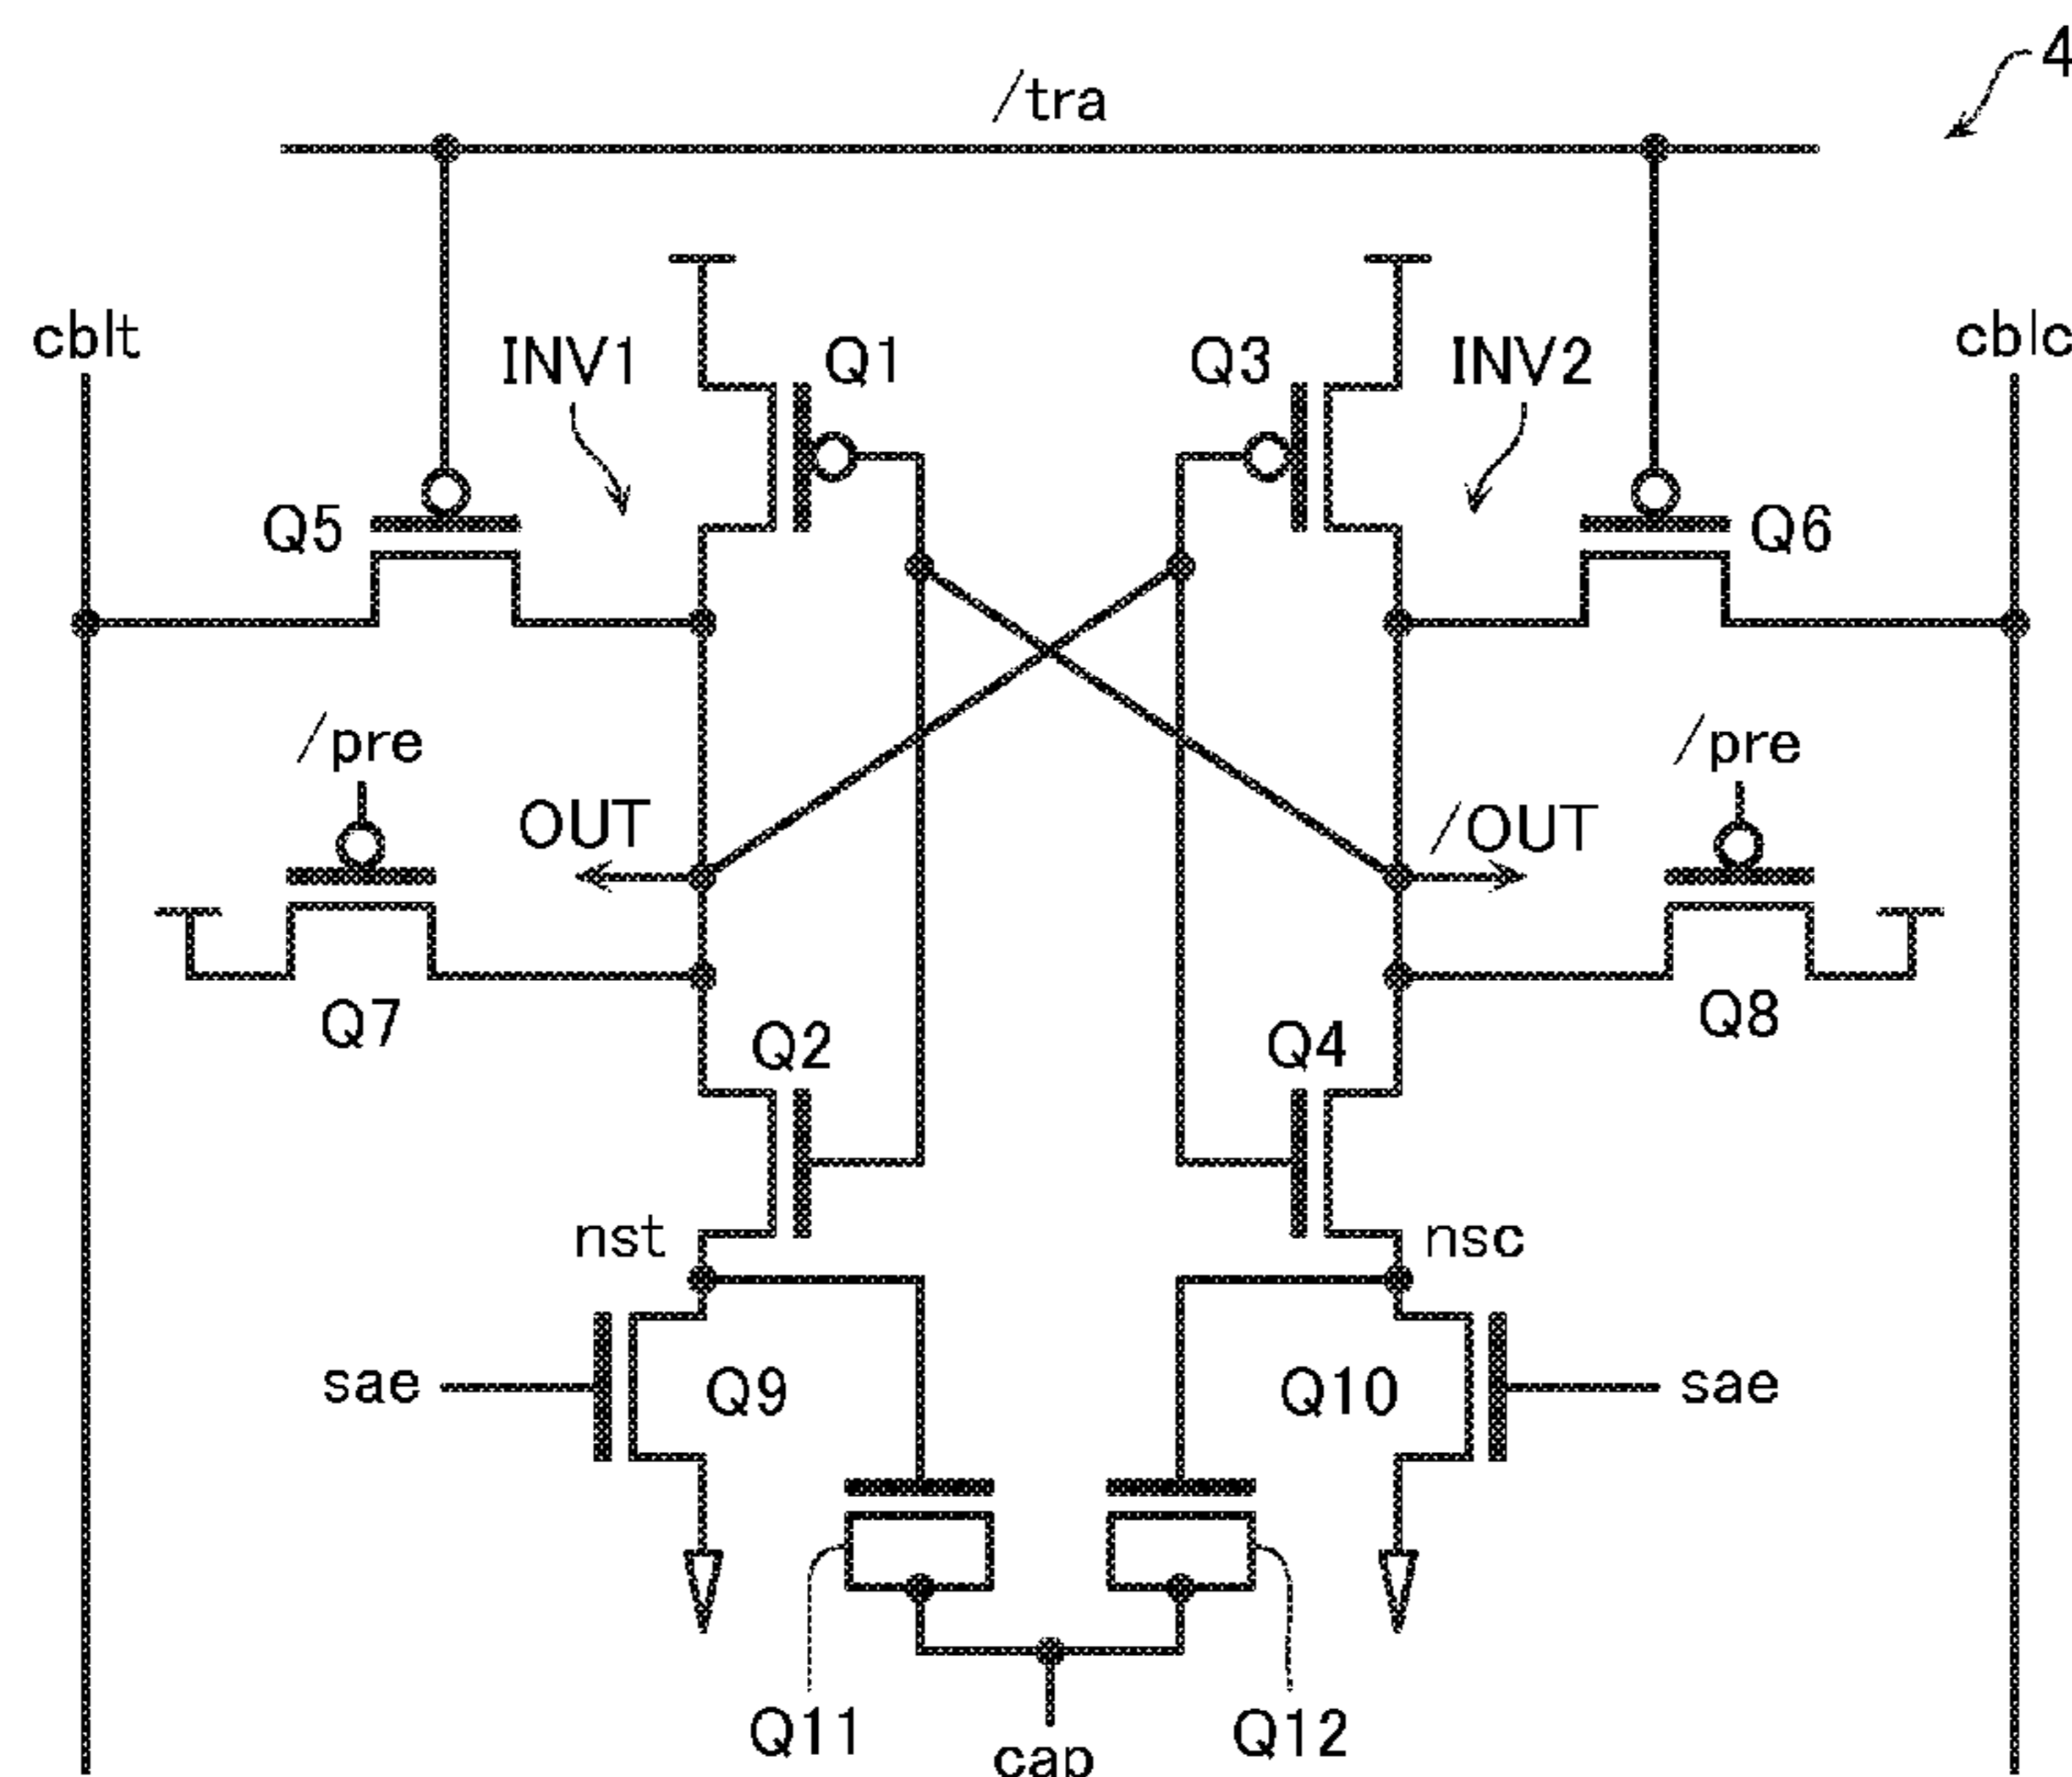 4
/tra
cblt
INV1
Q1
Q3
INV2
cblc
Q5
Q6
/pre
OUT
/OUT
/pre
Q7
Q2
Q4
Q8
nst
nsc
sae
Q9
Q10
sae
Q11
cap
Q12